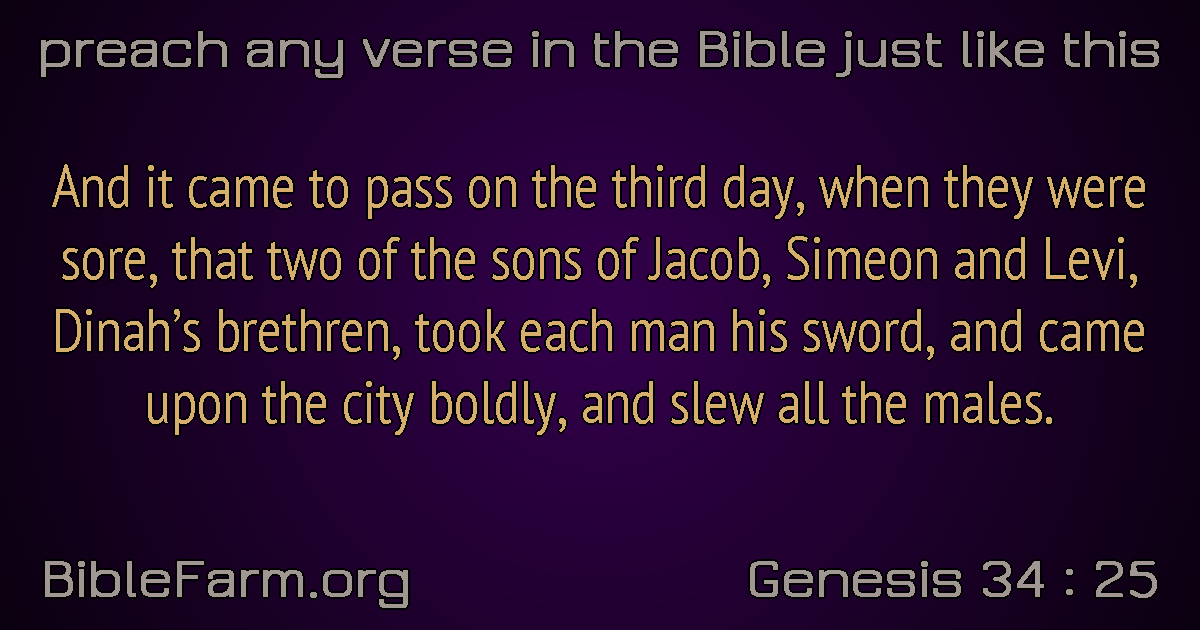 preach any verse in the Bible just like this
And it came to pass on the third day, when they were
sore, that two of the sons of Jacob, Simeon and Levi,
Dinah’s brethren, took each man his sword, and came
upon the city boldly, and slew all the males.
BibleFarm.org
Genesis 34 : 25